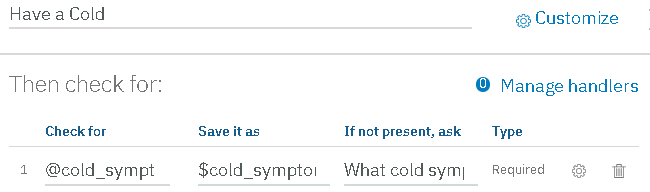 Have a Cold
Customize
Then check for:
0 Manage handlers
Check for Save it as If not present, ask Type
1 @cold_sympt $cold_symptor What cold symp Required